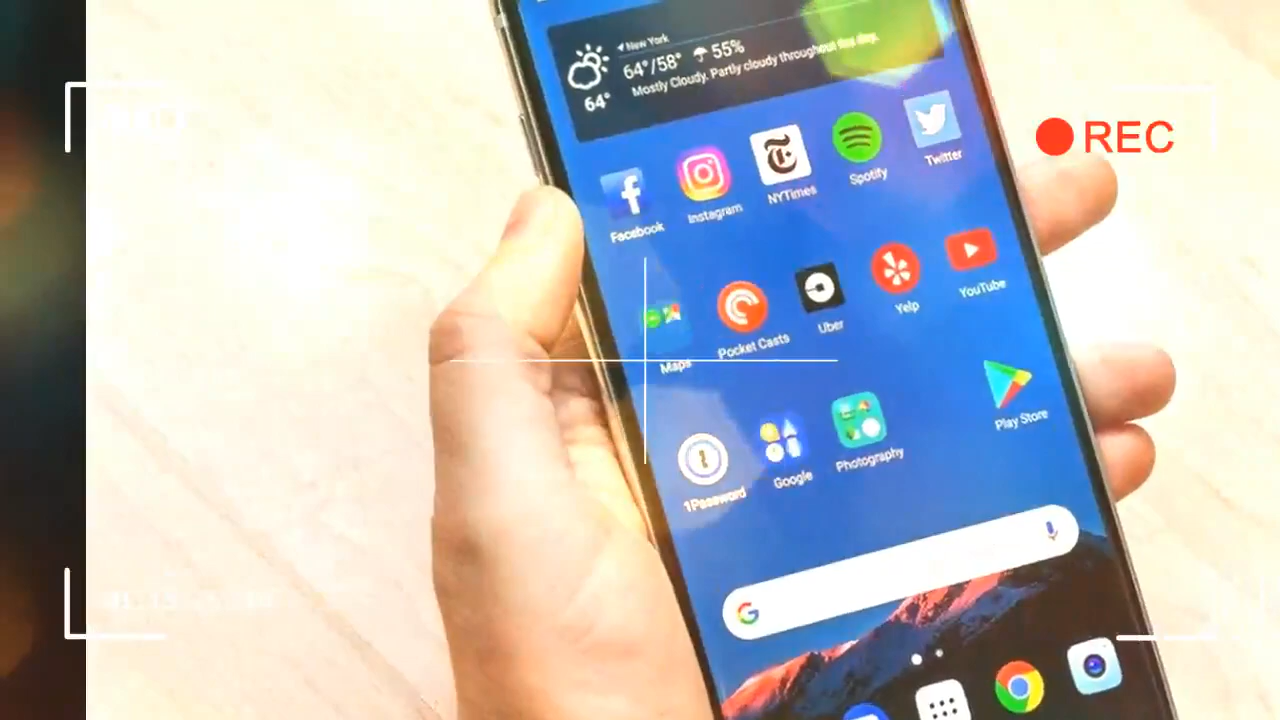 New York
64°/58° 55%
64°
Mostly Cloudy. Partly cloudy throughout the day.
REC
Facebook
Instagram
NYTimes
Spotify
Twitter
Maps
Pocket Casts
Uber
Yelp
YouTube
1Password
Google
Photography
Play Store